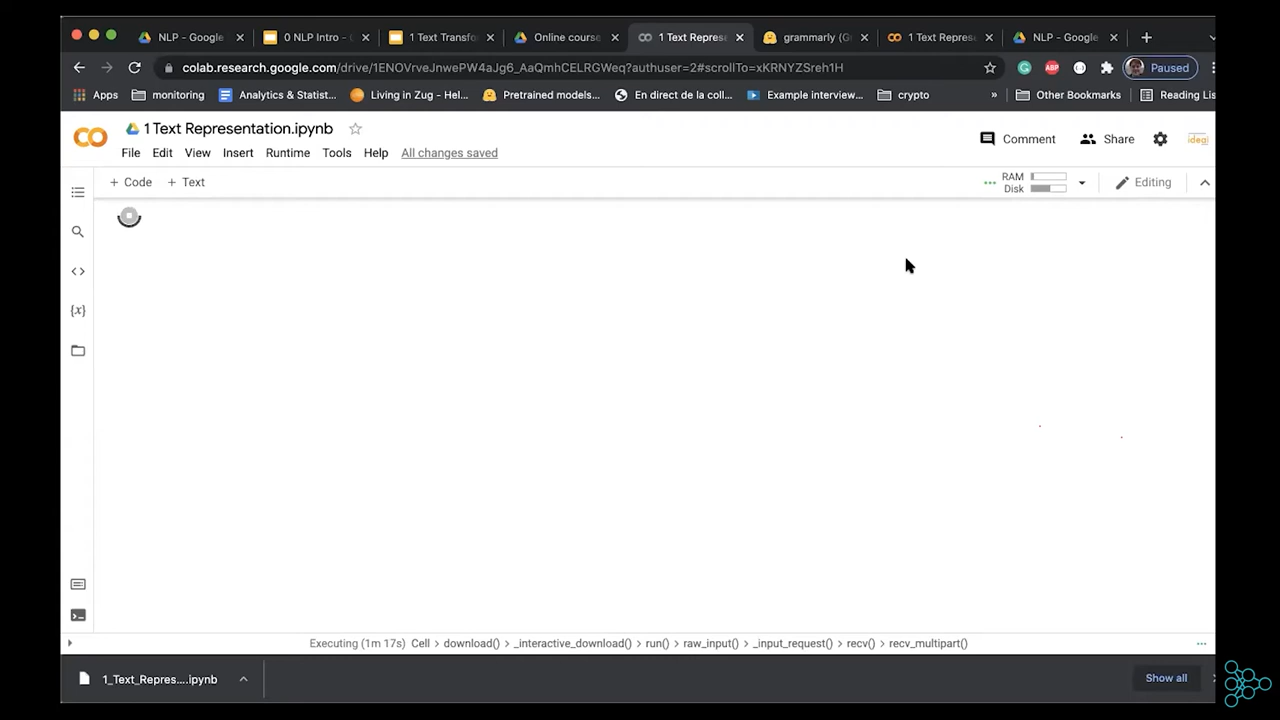 NLP - Google
0 NLP Intro -
1 Text Transfo
Online course
1 Text Represe
grammarly (G
1 Text Represe
NLP - Google
colab.research.google.com/drive/1ENOVrveJnwePW4aJg6_AaQmhCELRGWeq?authuser=2#scrollTo=xKRNYZSreh1H
ABP
Paused
Apps
monitoring
Analytics & Statist...
Living in Zug - Hel...
Pretrained models...
En direct de la coll...
Example interview...
crypto
»
Other Bookmarks
Reading Lis
1 Text Representation.ipynb
Comment
Share
File Edit View Insert Runtime Tools Help All changes saved
+ Code + Text
RAM
Disk
Editing
{x}
Executing (1m 17s) Cell > download() > _interactive_download() > run() > raw_input() > _input_request() > recv() > recv_multipart()
1_Text_Repres....ipynb
Show all